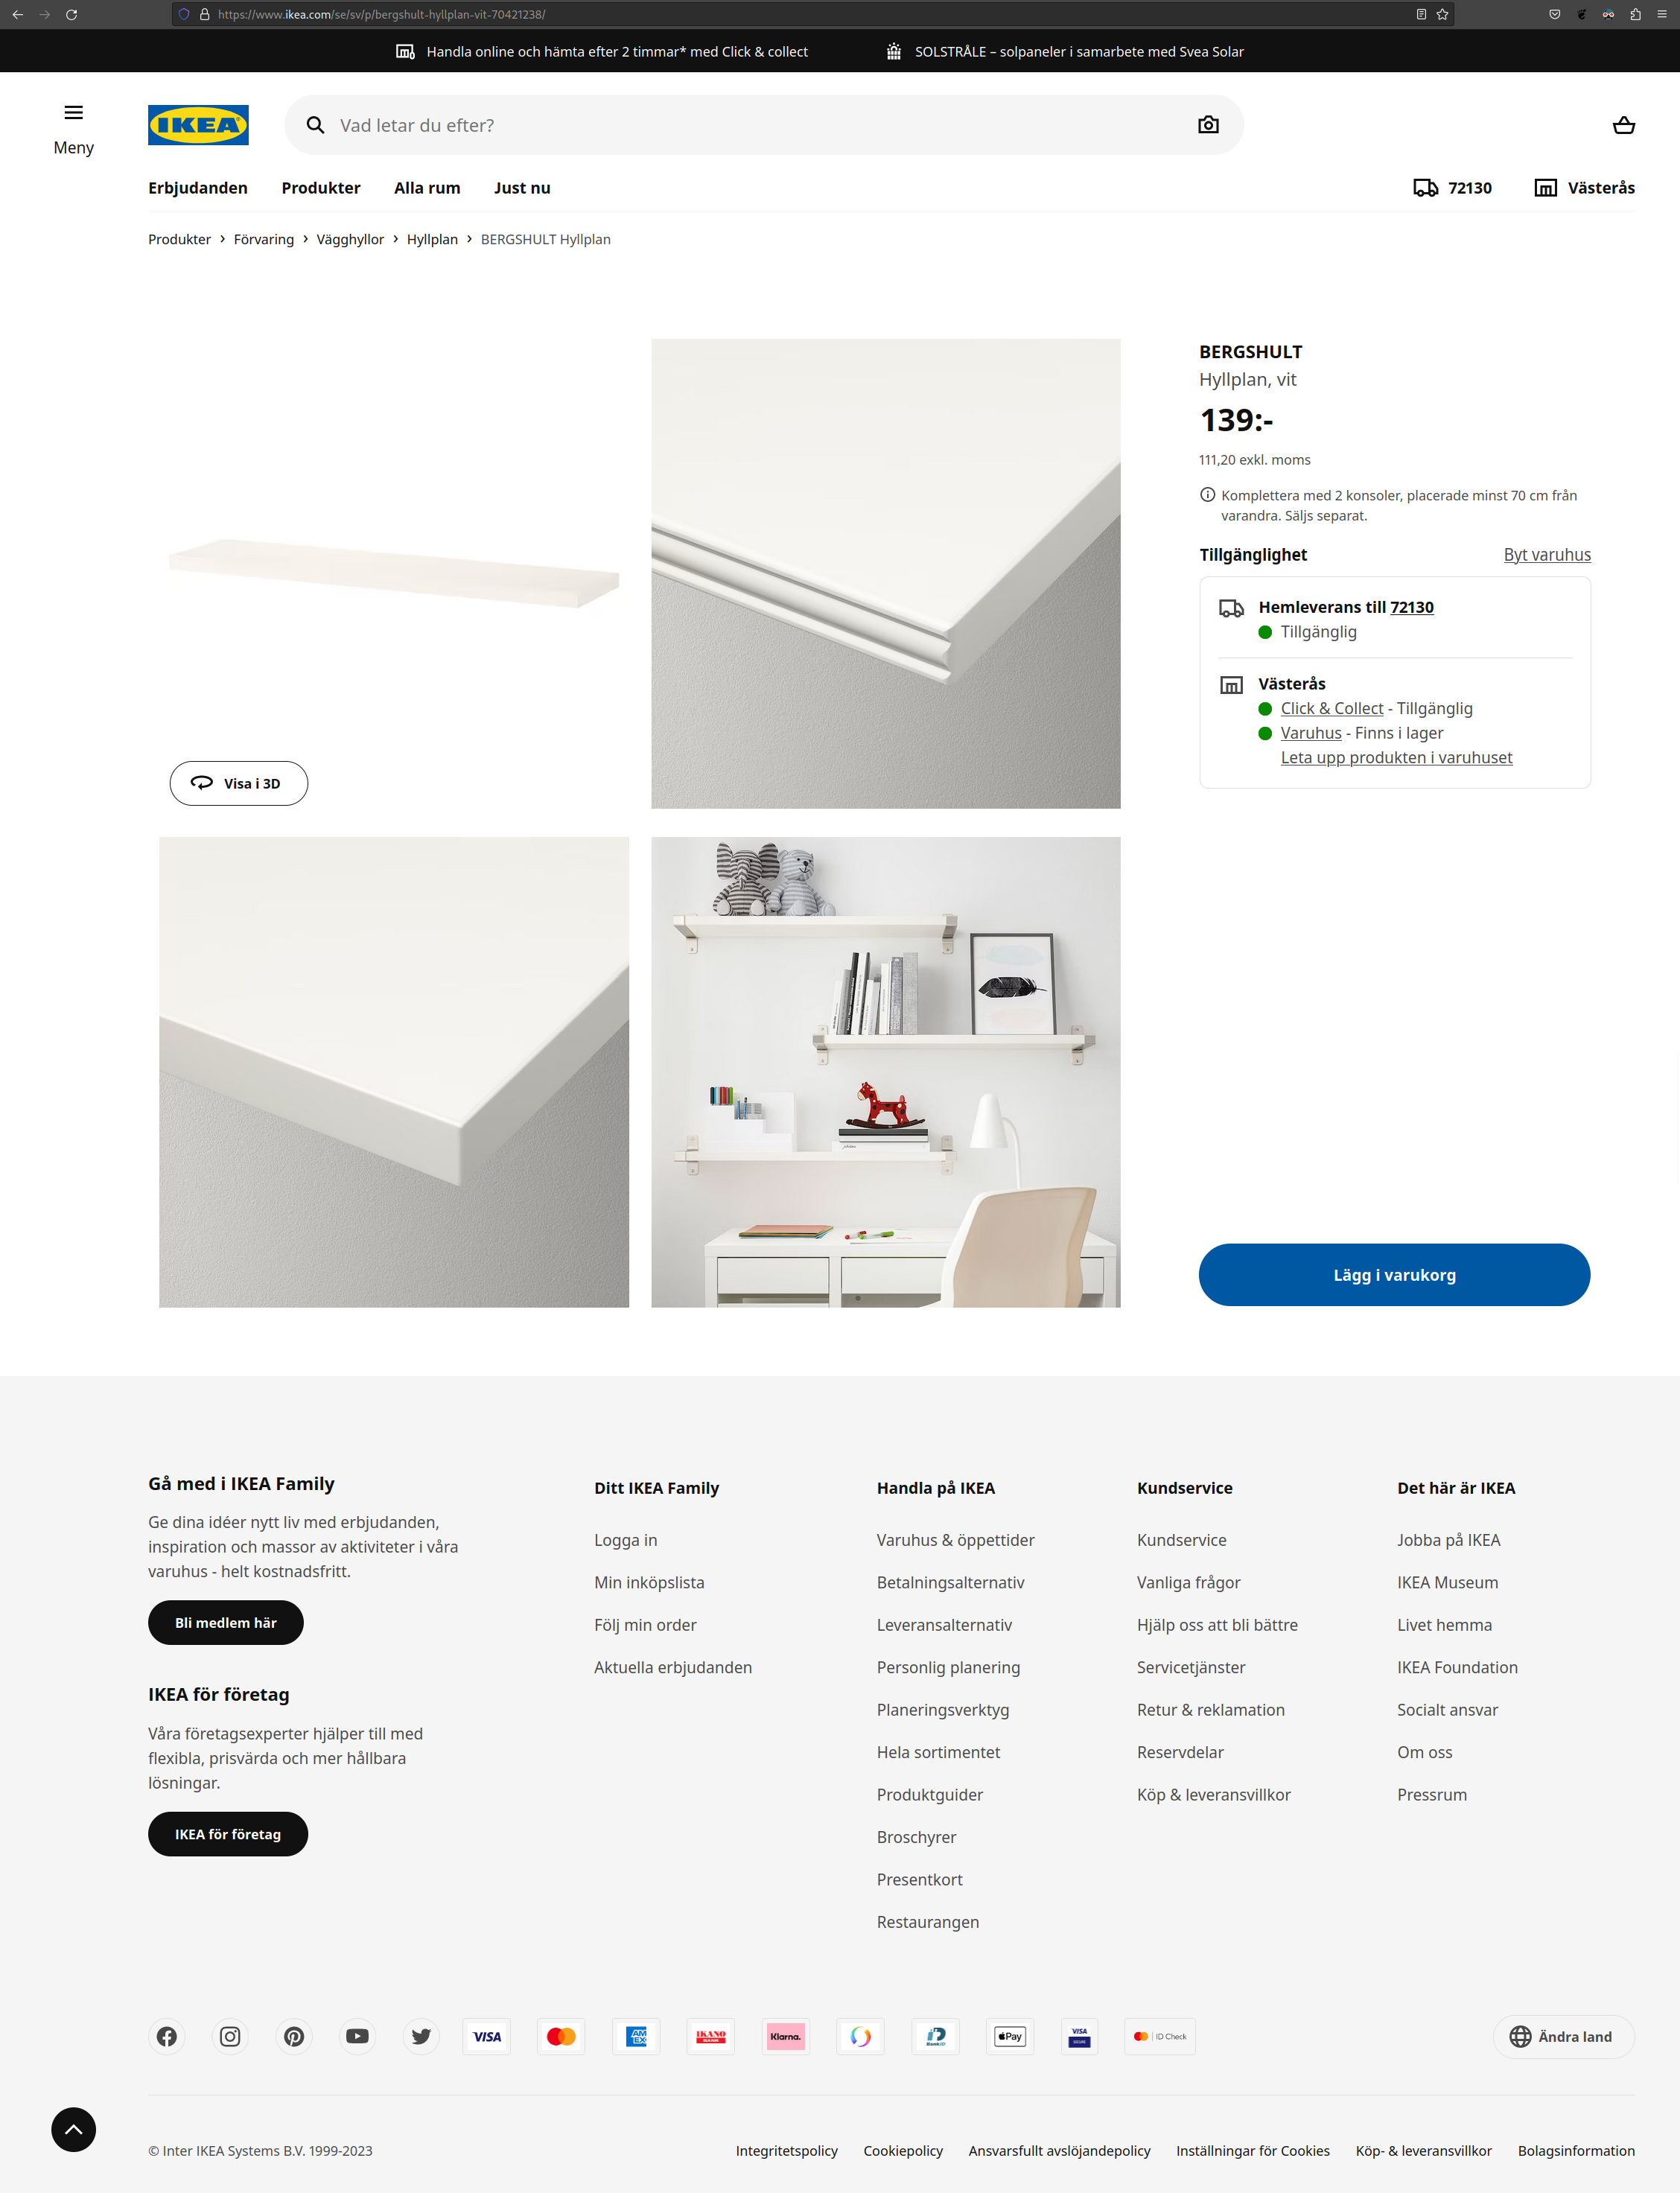 https://www.ikea.com/se/sv/p/bergshult-hyllplan-vit-70421238/
Handla online och hämta efter 2 timmar* med Click & collect
SOLSTRÅLE – solpaneler i samarbete med Svea Solar
Meny
IKEA
Vad letar du efter?
Erbjudanden
Produkter
Alla rum
Just nu
72130
Västerås
Produkter › Förvaring › Vägghyllor › Hyllplan › BERGSHULT Hyllplan
BERGSHULT
Hyllplan, vit
139:-
111,20 exkl. moms
Komplettera med 2 konsoler, placerade minst 70 cm från
varandra. Säljs separat.
Tillgänglighet
Byt varuhus
Hemleverans till 72130
Tillgänglig
Västerås
Click & Collect - Tillgänglig
Varuhus - Finns i lager
Leta upp produkten i varuhuset
Visa i 3D
Lägg i varukorg
Gå med i IKEA Family
Ge dina idéer nytt liv med erbjudanden,
inspiration och massor av aktiviteter i våra
varuhus - helt kostnadsfritt.
Bli medlem här
IKEA för företag
Våra företagsexperter hjälper till med
flexibla, prisvärda och mer hållbara
lösningar.
IKEA för företag
Ditt IKEA Family
Logga in
Min inköpslista
Följ min order
Aktuella erbjudanden
Handla på IKEA
Varuhus & öppettider
Betalningsalternativ
Leveransalternativ
Personlig planering
Planeringsverktyg
Hela sortimentet
Produktguider
Broschyrer
Presentkort
Restaurangen
Kundservice
Kundservice
Vanliga frågor
Hjälp oss att bli bättre
Servicetjänster
Retur & reklamation
Reservdelar
Köp & leveransvillkor
Det här är IKEA
Jobba på IKEA
IKEA Museum
Livet hemma
IKEA Foundation
Socialt ansvar
Om oss
Pressrum
VISA
AMEX
IKANO BANK
Klarna.
BankID
Pay
VISA SECURE
ID Check
Ändra land
© Inter IKEA Systems B.V. 1999-2023
Integritetspolicy
Cookiepolicy
Ansvarsfullt avslöjandepolicy
Inställningar för Cookies
Köp- & leveransvillkor
Bolagsinformation